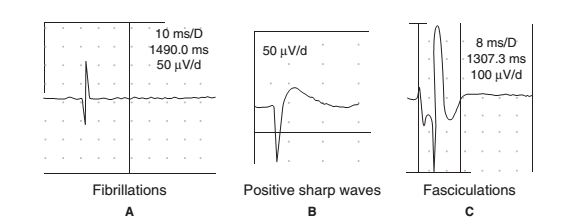 10 ms/D
1490.0 ms
50 µV/d
50 µV/d
8 ms/D
1307.3 ms
100 µV/d
Fibrillations
Positive sharp waves
Fasciculations
A
B
C